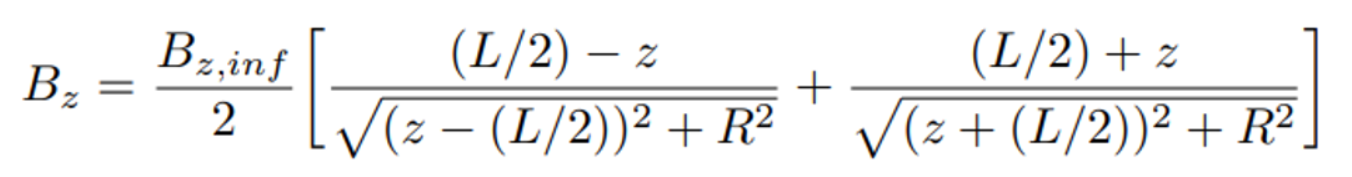 B_z = \frac{B_{z,inf}}{2} \left[ \frac{(L/2) - z}{\sqrt{(z - (L/2))^2 + R^2}} + \frac{(L/2) + z}{\sqrt{(z + (L/2))^2 + R^2}} \right]